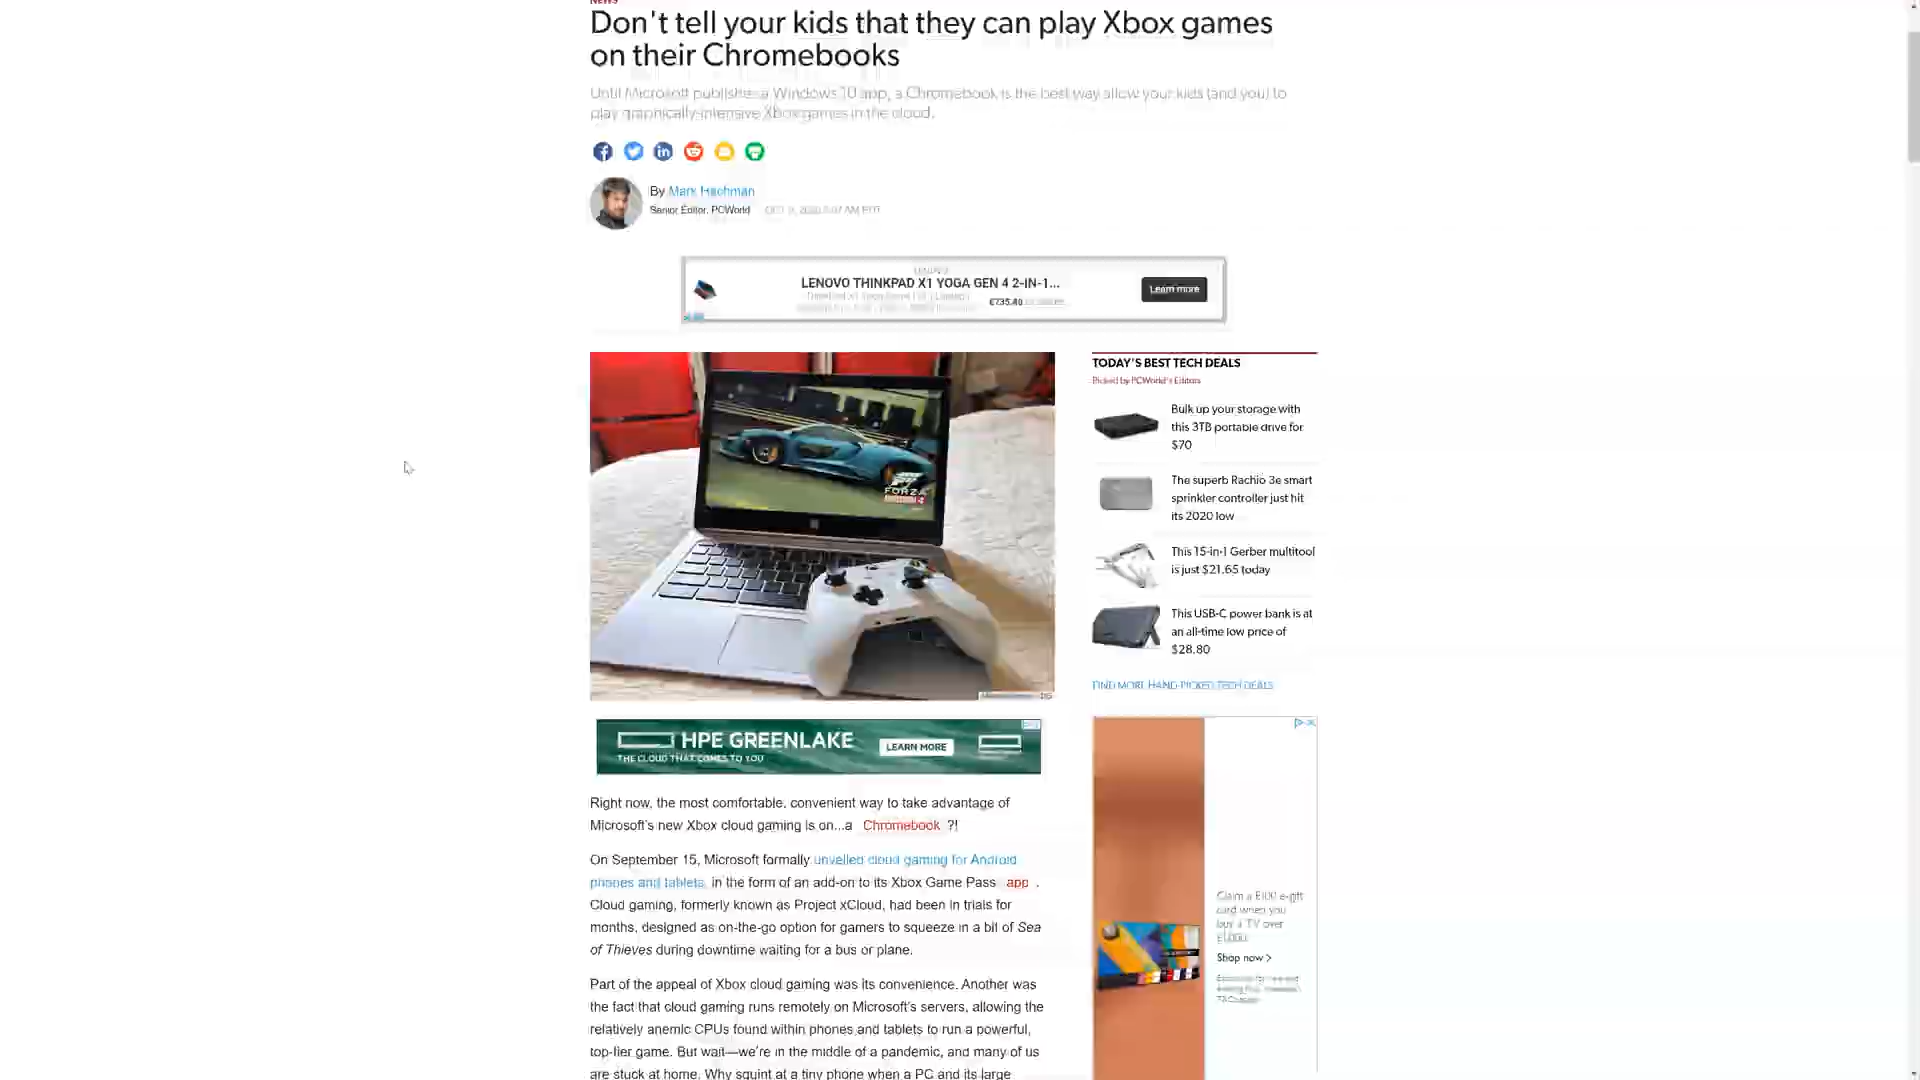 NEWS
Don't tell your kids that they can play Xbox games
on their Chromebooks
Until Microsoft publishes a Windows 10 app, a Chromebook is the best way allow your kids (and you) to
play graphically-intensive Xbox games in the cloud.
By Mark Hachman
Senior Editor, PCWorld
LENOVO
LENOVO THINKPAD X1 YOGA GEN 4 2-IN-1...
Learn more
TODAY'S BEST TECH DEALS
Picked by PCWorld's Editors
Bulk up your storage with
this 3TB portable drive for
$70
The superb Rachio 3e smart
sprinkler controller just hit
its 2020 low
This 15-in-1 Gerber multitool
is just $21.65 today
This USB-C power bank is at
an all-time low price of
$28.80
FIND MORE HAND-PICKED TECH DEALS
FORZA
HPE GREENLAKE
THE CLOUD THAT COMES TO YOU
LEARN MORE
Right now, the most comfortable, convenient way to take advantage of
Microsoft's new Xbox cloud gaming is on...a Chromebook ?!
On September 15, Microsoft formally unveiled cloud gaming for Android
phones and tablets, in the form of an add-on to its Xbox Game Pass app .
Cloud gaming, formerly known as Project xCloud, had been in trials for
months, designed as on-the-go option for gamers to squeeze in a bit of Sea
of Thieves during downtime waiting for a bus or plane.
Part of the appeal of Xbox cloud gaming was its convenience. Another was
the fact that cloud gaming runs remotely on Microsoft's servers, allowing the
relatively anemic CPUs found within phones and tablets to run a powerful,
top-tier game. But wait—we're in the middle of a pandemic, and many of us
are stuck at home. Why squint at a tiny phone when a PC and its large
Claim a £100 e-gift
card when you
buy a TV over
Shop now >